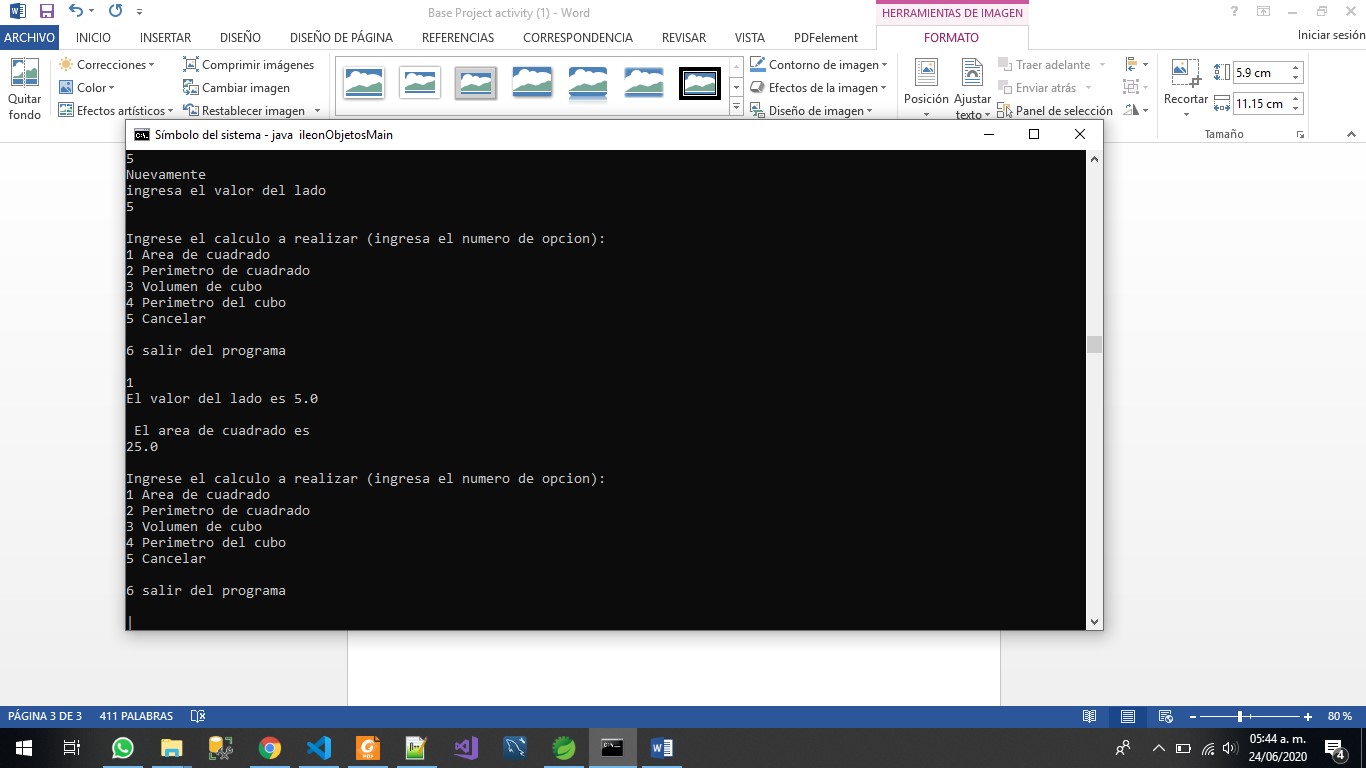 Base Project activity (1) - Word
HERRAMIENTAS DE IMAGEN
ARCHIVO INICIO INSERTAR DISEÑO DISEÑO DE PÁGINA REFERENCIAS CORRESPONDENCIA REVISAR VISTA PDFelement FORMATO Iniciar sesión
Quitar fondo
Correcciones
Color
Efectos artísticos
Comprimir imágenes
Cambiar imagen
Restablecer imagen
Contorno de imagen
Efectos de la imagen
Diseño de imagen
Posición
Ajustar texto
Traer adelante
Enviar atrás
Panel de selección
Recortar
5.9 cm
11.15 cm
Tamaño
Símbolo del sistema - java ileonObjetosMain
5
Nuevamente
ingresa el valor del lado
5
Ingrese el calculo a realizar (ingresa el numero de opcion):
1 Area de cuadrado
2 Perimetro de cuadrado
3 Volumen de cubo
4 Perimetro del cubo
5 Cancelar
6 salir del programa
1
El valor del lado es 5.0
El area de cuadrado es
25.0
Ingrese el calculo a realizar (ingresa el numero de opcion):
1 Area de cuadrado
2 Perimetro de cuadrado
3 Volumen de cubo
4 Perimetro del cubo
5 Cancelar
6 salir del programa
PÁGINA 3 DE 3 411 PALABRAS 80 %
05:44 a. m.
24/06/2020
4